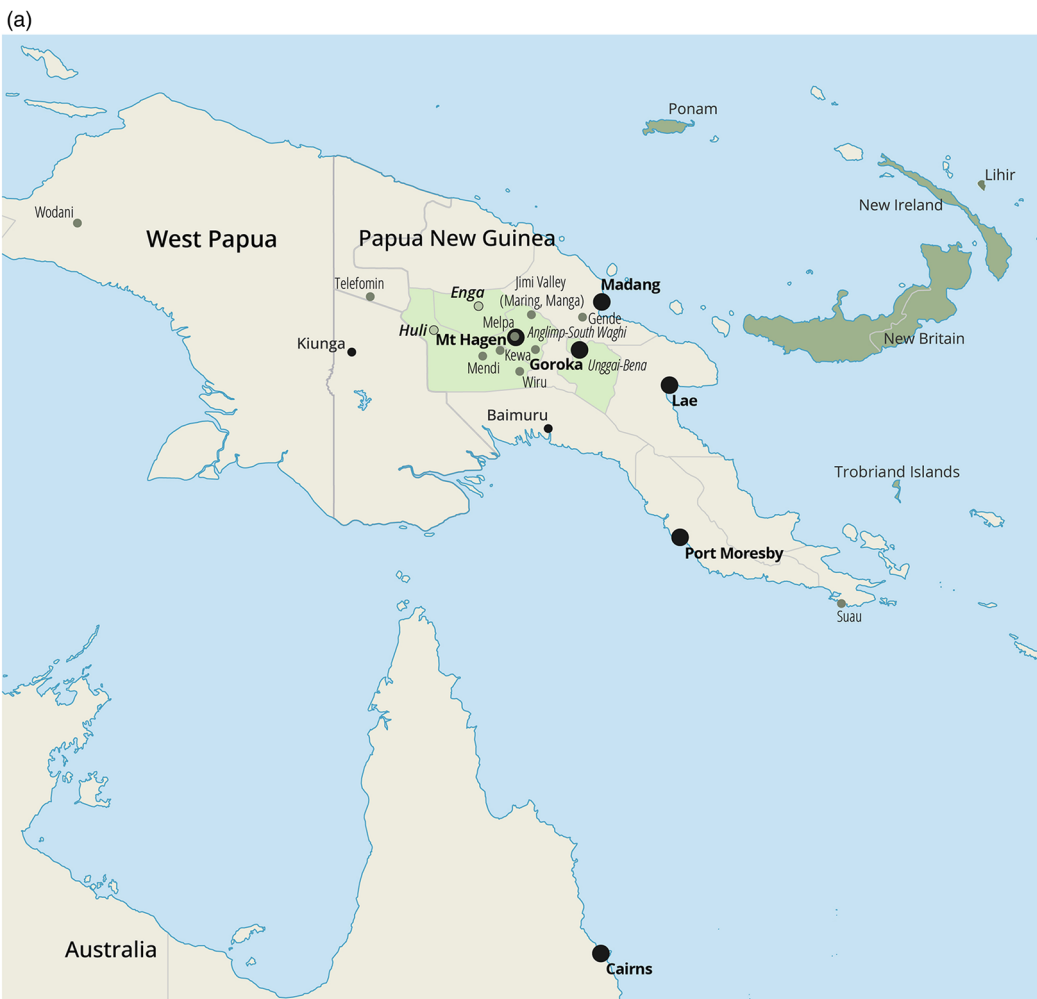 (a)
Ponam
Lihir
New Ireland
Wodani
West Papua
Papua New Guinea
Telefomin
Enga
Jimi Valley
(Maring, Manga)
Madang
Gende
Huli
Melpa
Anglimp-South Waghi
Mt Hagen
Kiunga
New Britain
Kewa
Mendi
Goroka
Unggai-Bena
Wiru
Lae
Baimuru
Trobriand Islands
Port Moresby
Suau
Australia
Cairns